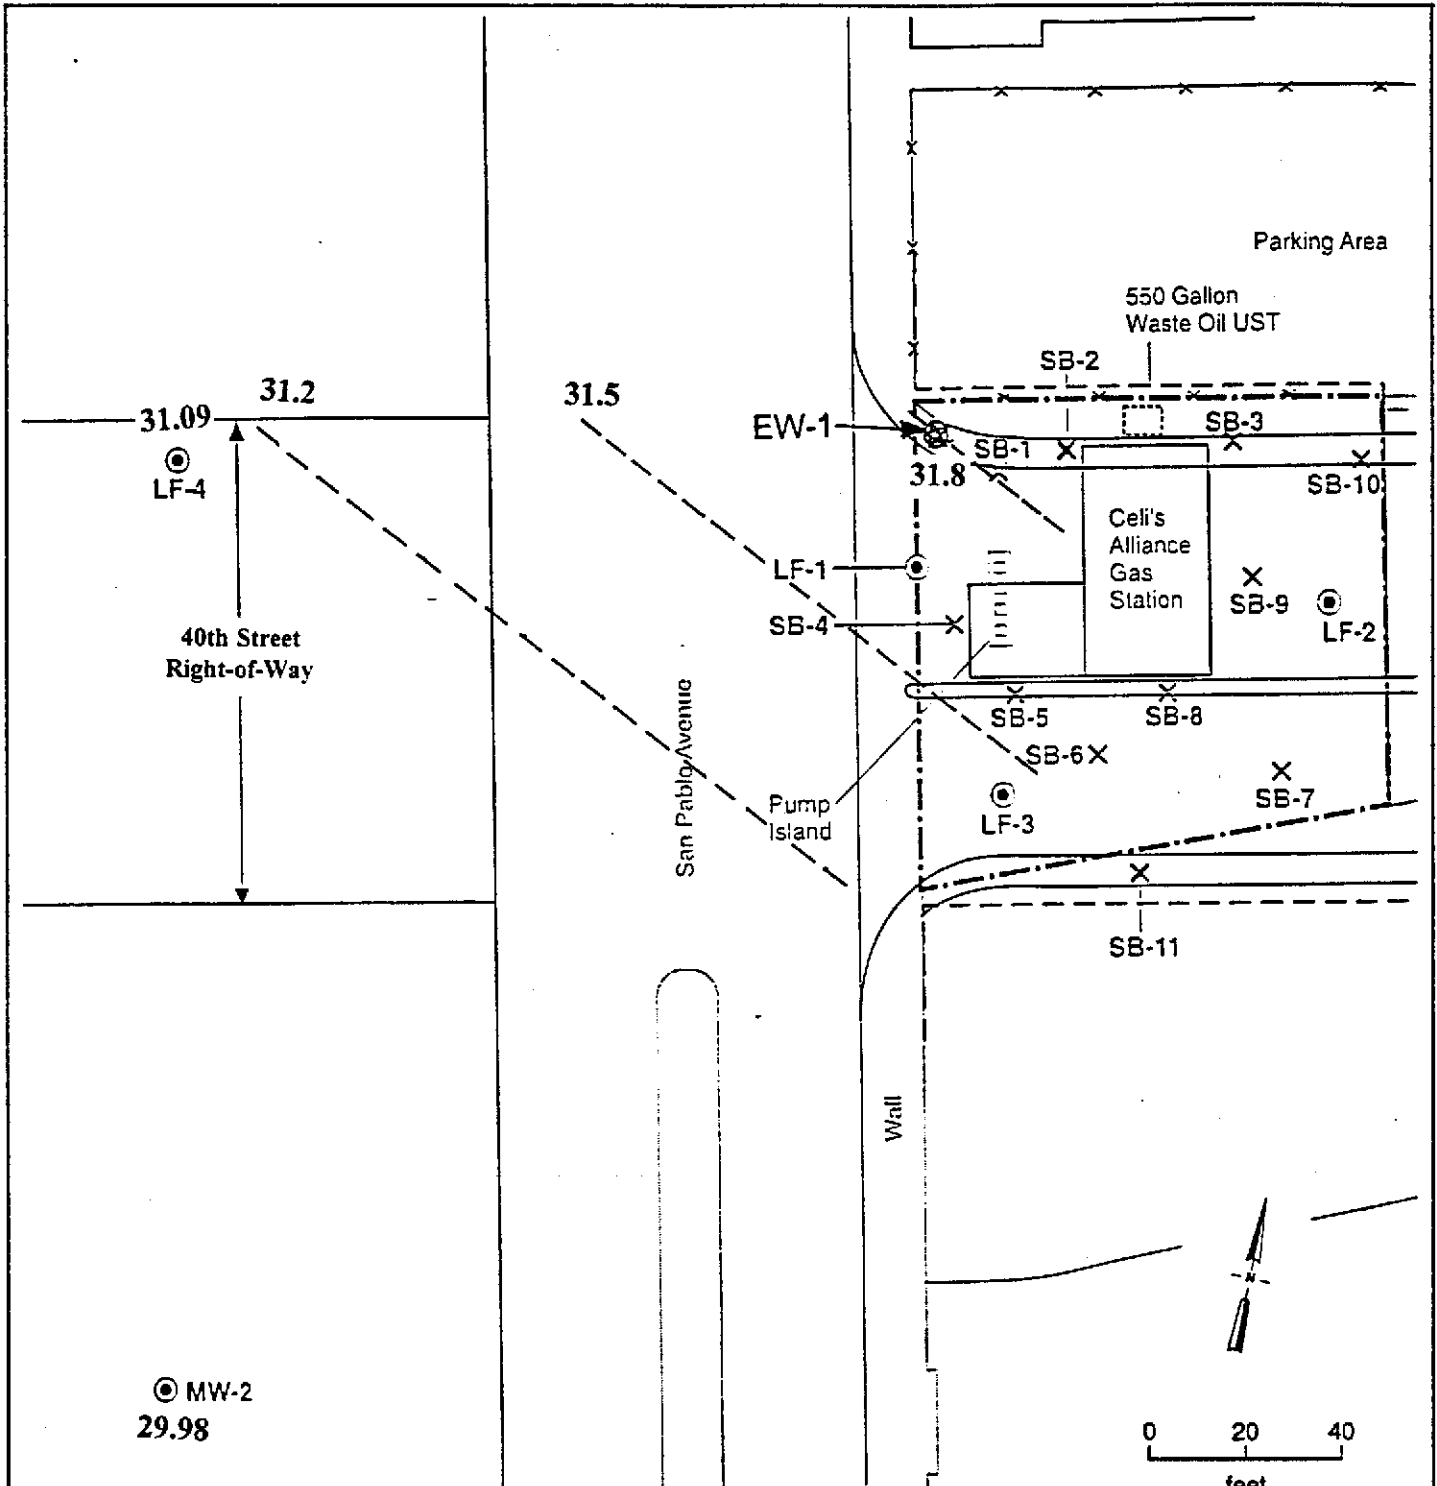 Parking Area
550 Gallon
Waste Oil UST
SB-2
31.2
31.5
31.09
EW-1
SB-3
SB-1
31.8
LF-4
SB-10
Celi's
Alliance
Gas
Station
LF-1
SB-9
SB-4
LF-2
40th Street
Right-of-Way
San Pablo Avenue
SB-5
SB-8
SB-6
SB-7
Pump
Island
LF-3
SB-11
Wall
MW-2
29.98
0 20 40
feet